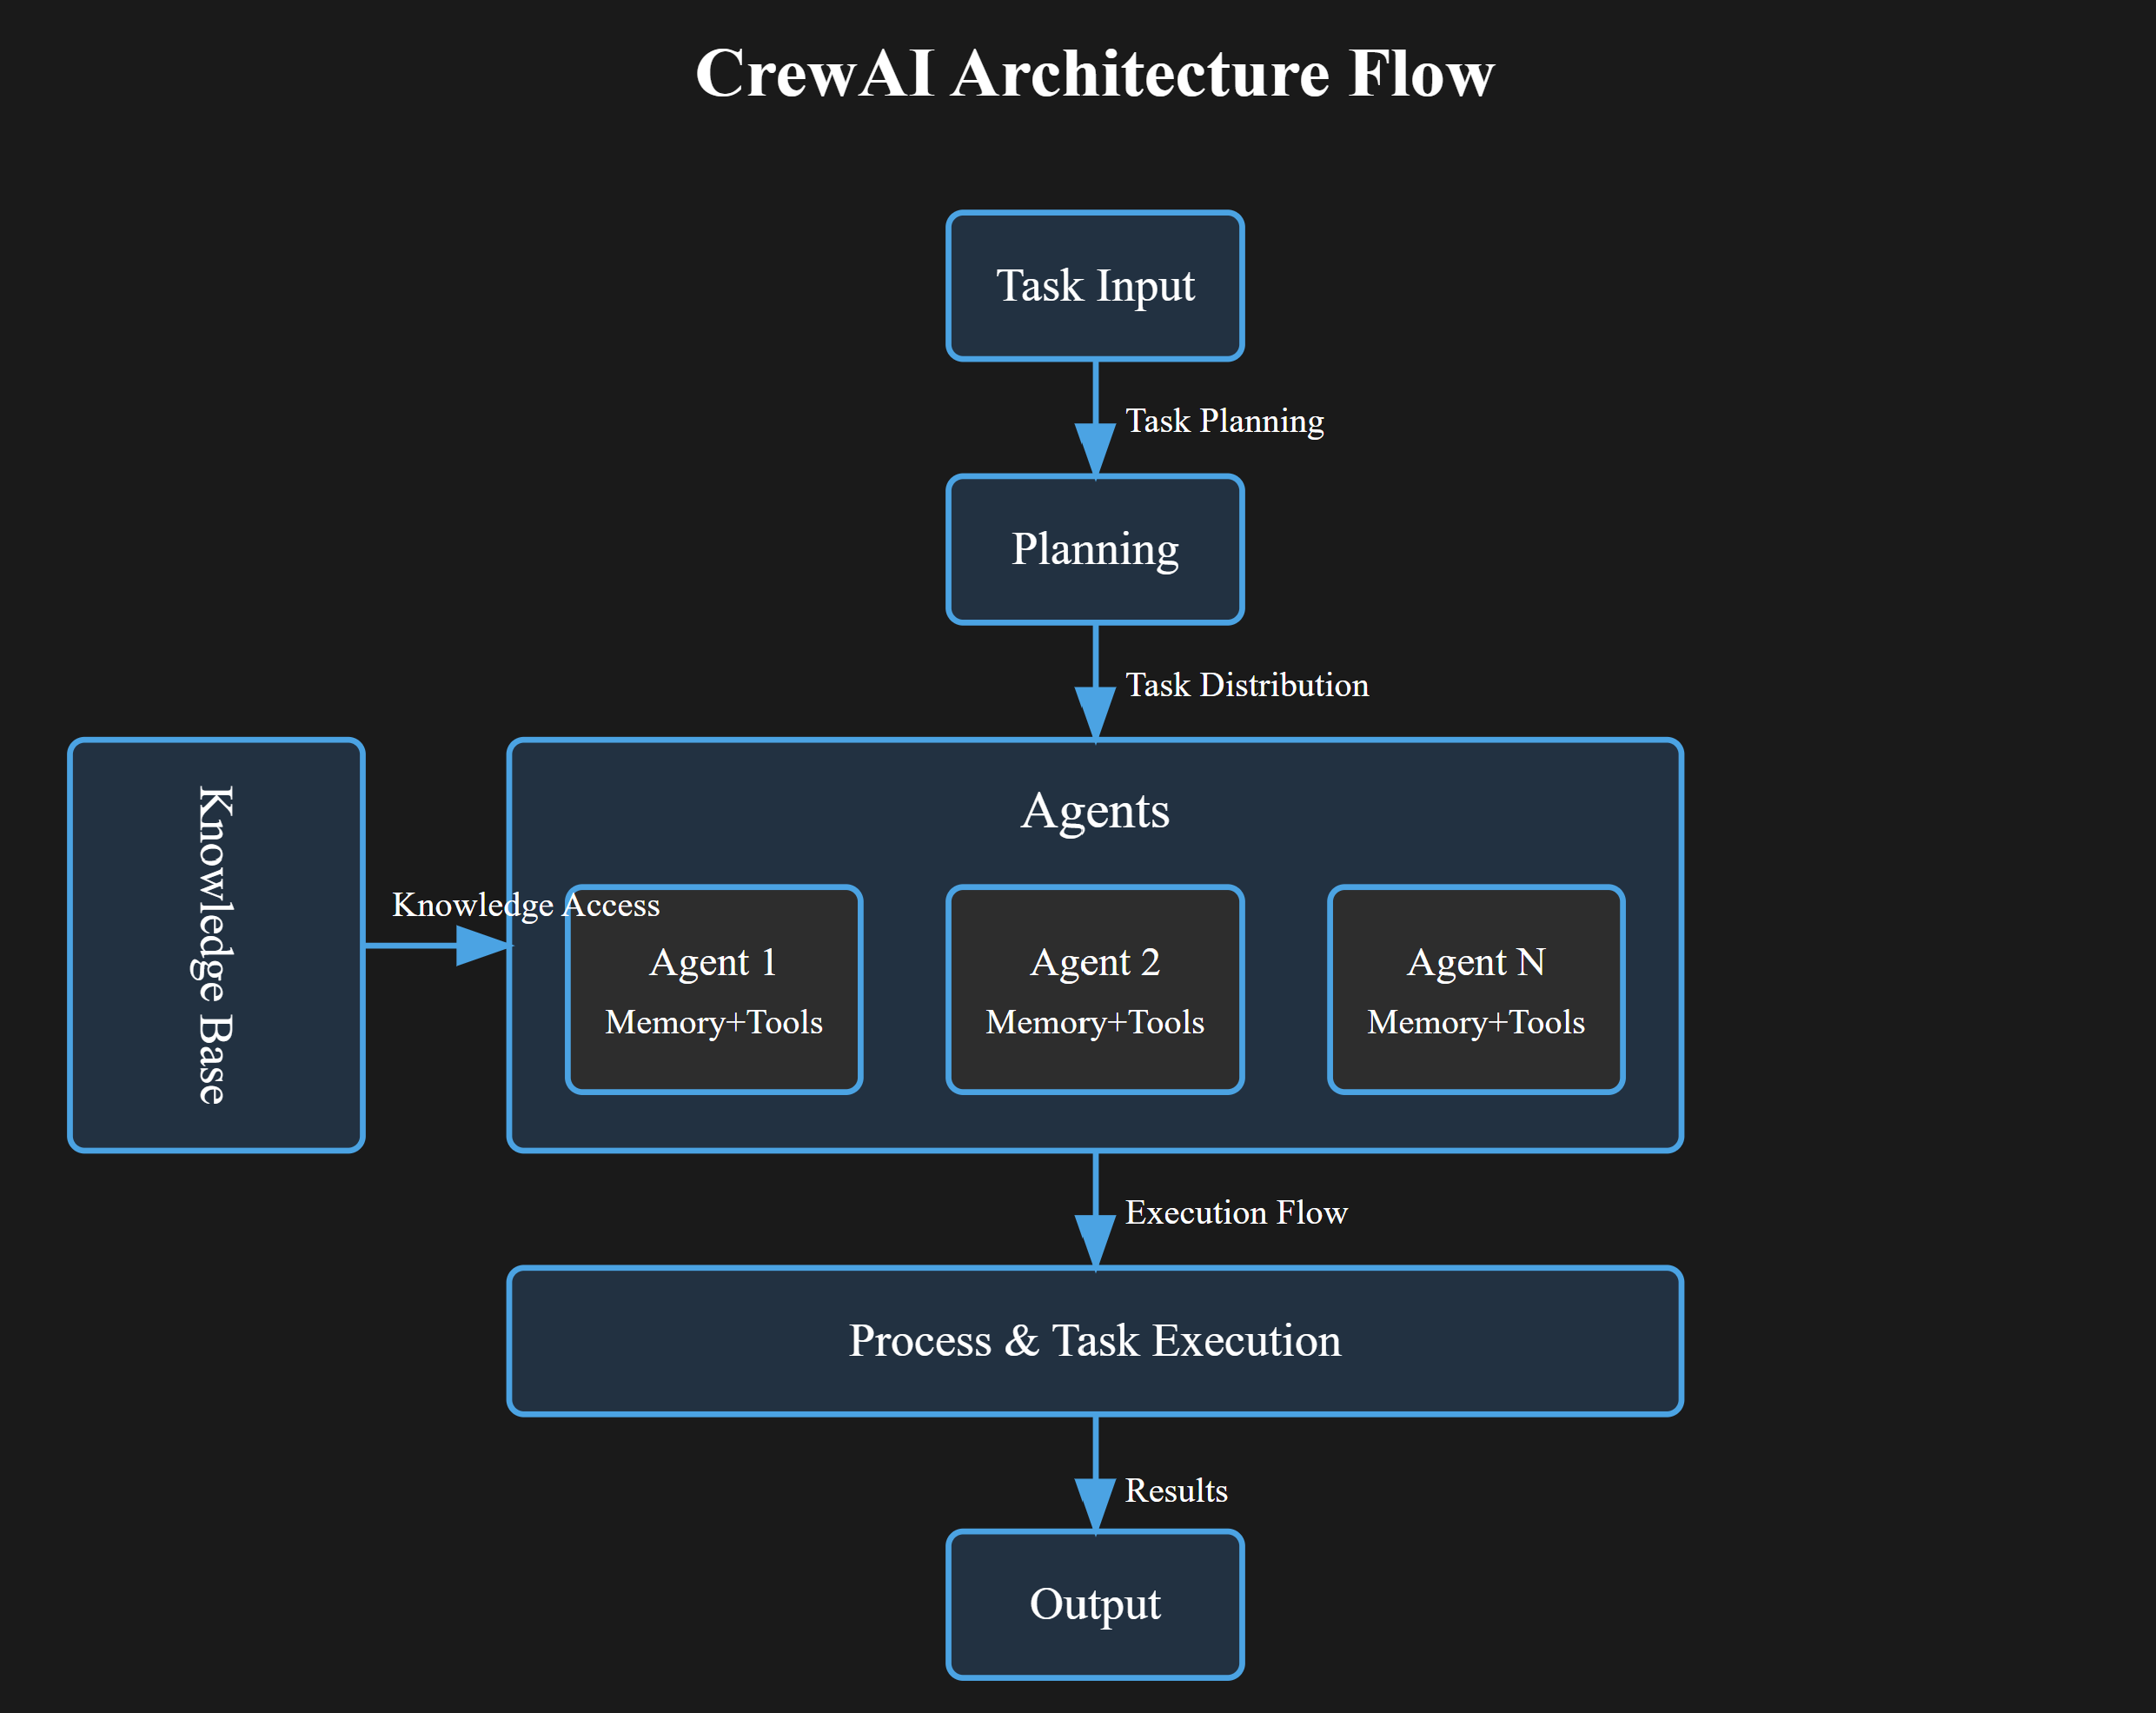 CrewAI Architecture Flow
Task Input
Task Planning
Planning
Task Distribution
Knowledge Base
Knowledge Access
Agents
Agent 1
Memory+Tools
Agent 2
Memory+Tools
Agent N
Memory+Tools
Execution Flow
Process & Task Execution
Results
Output